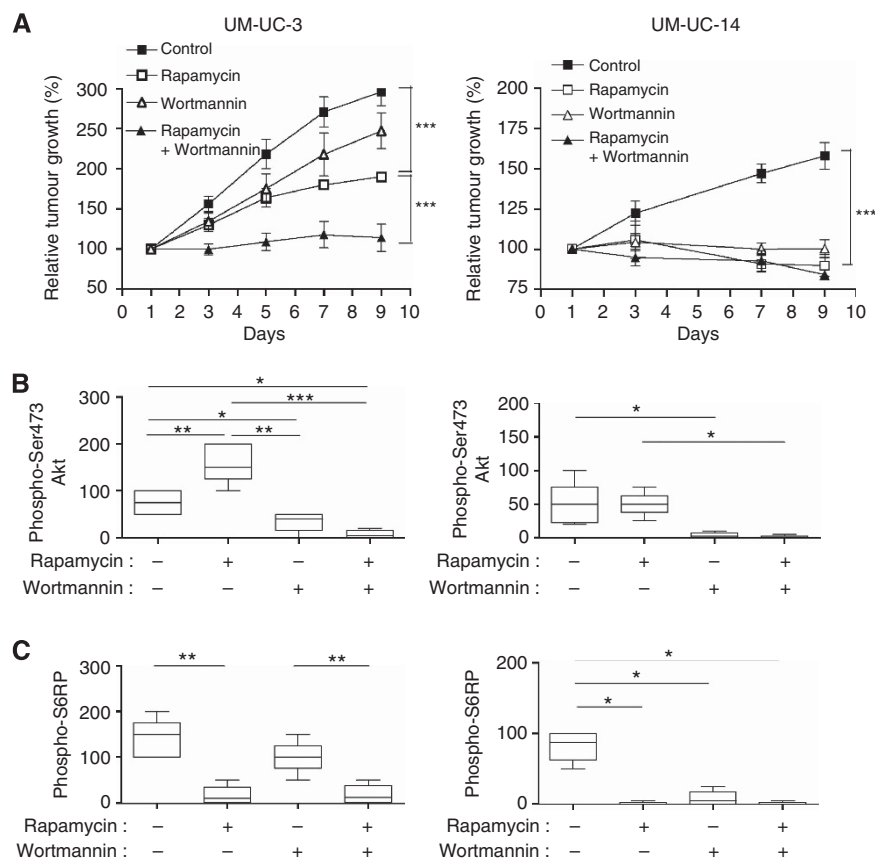 A
UM-UC-3
Control
Rapamycin
Wortmannin
Rapamycin
+ Wortmannin
Relative tumour growth (%)
300
250
200
150
100
50
0 1 2 3 4 5 6 7 8 9 10
Days
***
***
UM-UC-14
Control
Rapamycin
Wortmannin
Rapamycin
+ Wortmannin
Relative tumour growth (%)
200
175
150
125
100
75
0 1 2 3 4 5 6 7 8 9 10
Days
***
B
Phospho-Ser473
Akt
300
200
100
0
*
***
*
** **
Rapamycin : – + – +
Wortmannin : – – + +
Phospho-Ser473
Akt
200
150
100
50
0
*
*
Rapamycin : – + – +
Wortmannin : – – + +
C
Phospho-S6RP
300
200
100
0
** **
Rapamycin : – + – +
Wortmannin : – – + +
Phospho-S6RP
200
100
0
*
*
*
Rapamycin : – + – +
Wortmannin : – – + +